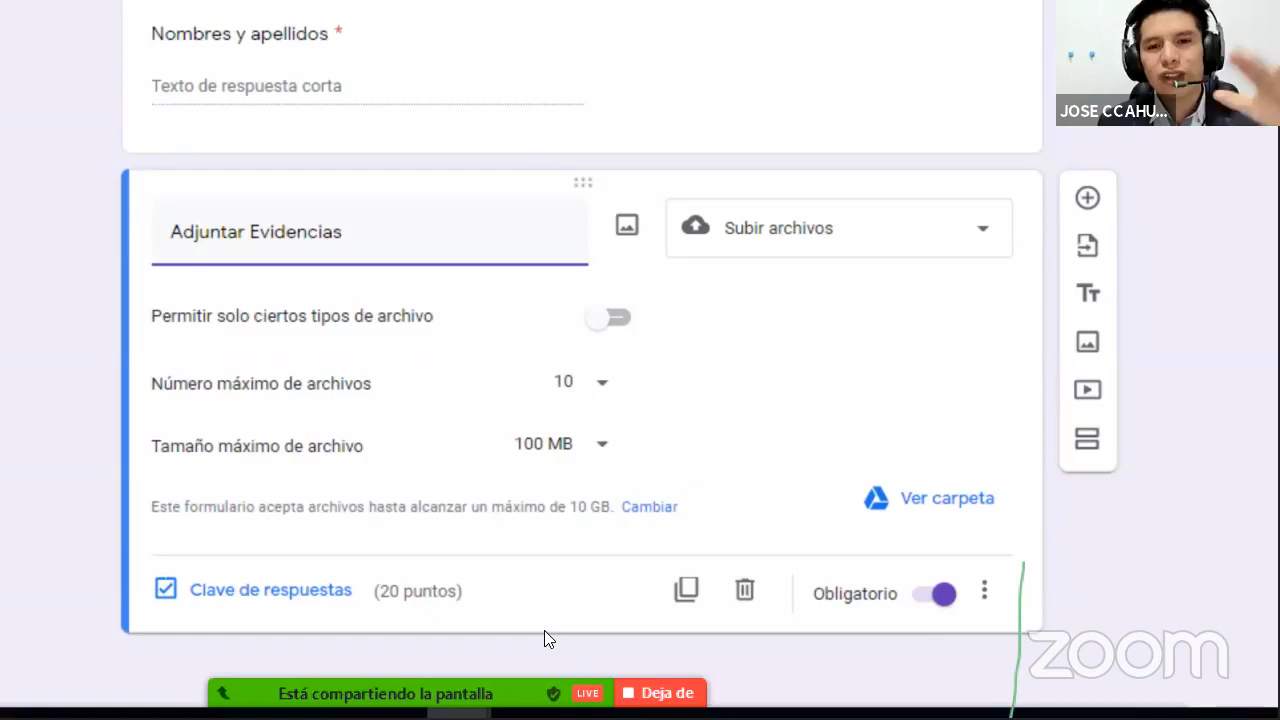 Nombres y apellidos *
Texto de respuesta corta
JOSE CCAHU...
Adjuntar Evidencias
Subir archivos
Permitir solo ciertos tipos de archivo
Tт
Número máximo de archivos
10
Tamaño máximo de archivo
100 MB
Este formulario acepta archivos hasta alcanzar un máximo de 10 GB. Cambiar
Ver carpeta
Clave de respuestas
(20 puntos)
Obligatorio
zoom
Está compartiendo la pantalla
LIVE
Deja de